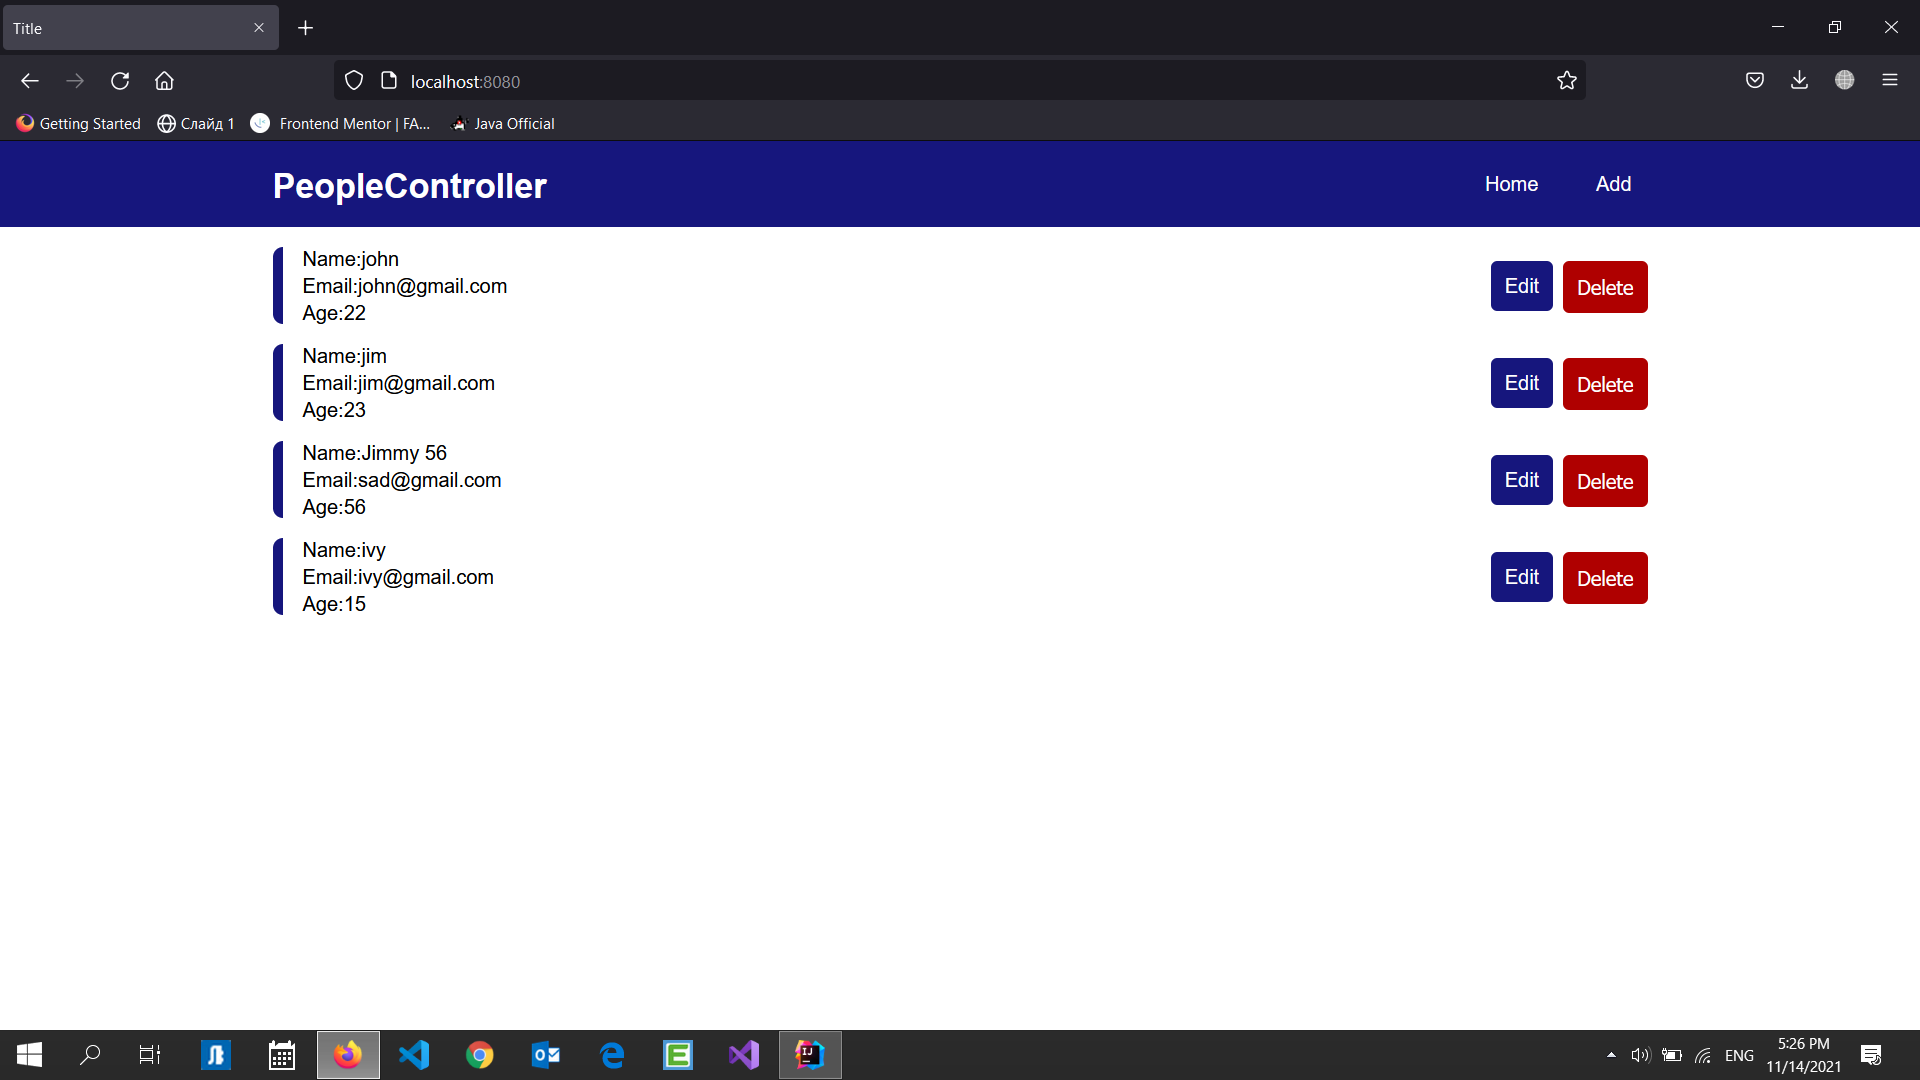 Title
localhost:8080
Getting Started
Слайд 1
Frontend Mentor | FA...
Java Official
PeopleController
Home
Add
Name:john
Email:john@gmail.com
Age:22
Edit
Delete
Name:jim
Email:jim@gmail.com
Age:23
Edit
Delete
Name:Jimmy 56
Email:sad@gmail.com
Age:56
Edit
Delete
Name:ivy
Email:ivy@gmail.com
Age:15
Edit
Delete
ENG
5:26 PM
11/14/2021